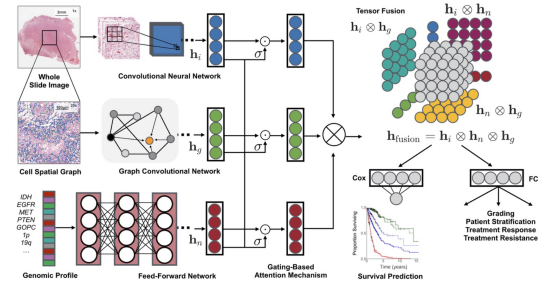 2mm
1x
Whole
Slide Image
Convolutional Neural Network
h_i
σ
Cell Spatial Graph
Graph Convolutional Network
h_g
σ
IDH
EGFR
MET
PTEN
GOPC
1p
19q
...
Genomic Profile
Feed-Forward Network
h_n
σ
Gating-Based
Attention Mechanism
Tensor Fusion
h_i ⊗ h_g
h_i ⊗ h_n
h_n ⊗ h_g
h_fusion = h_i ⊗ h_n ⊗ h_g
Cox
FC
Proportion Surviving
Time (years)
Survival Prediction
Grading
Patient Stratification
Treatment Response
Treatment Resistance